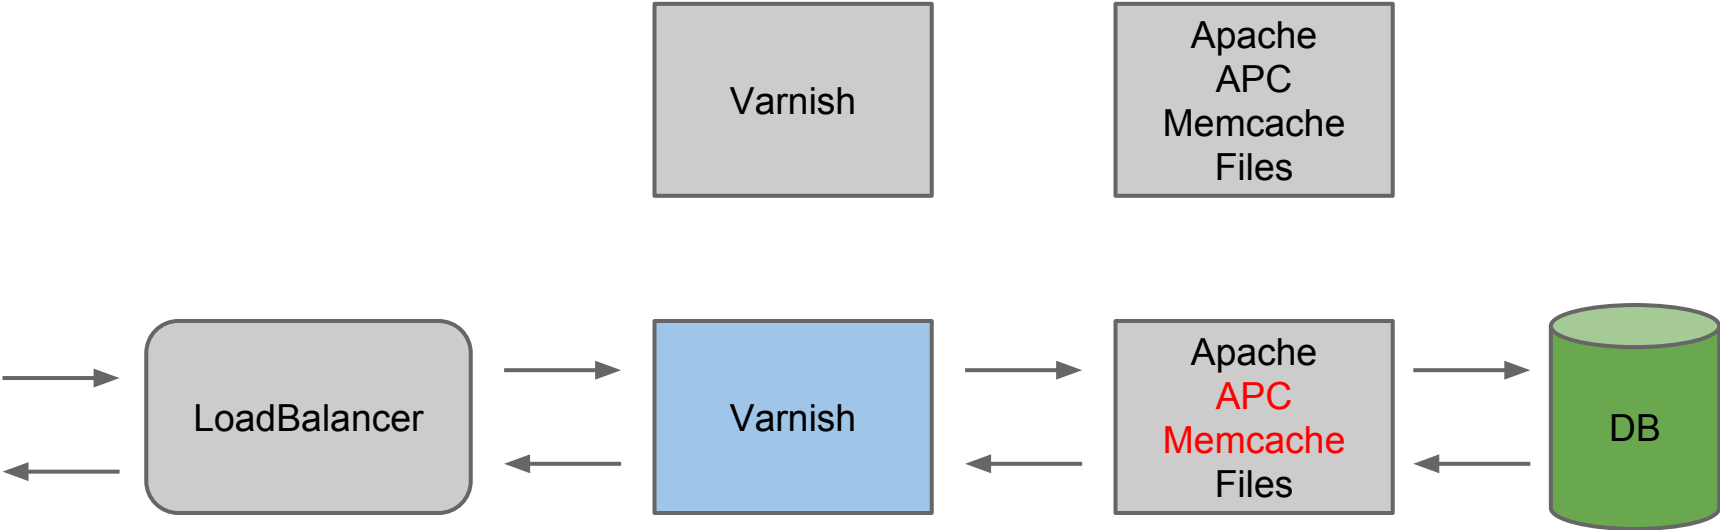 Varnish
Apache
APC
Memcache
Files
LoadBalancer
Varnish
Apache
APC
Memcache
Files
DB